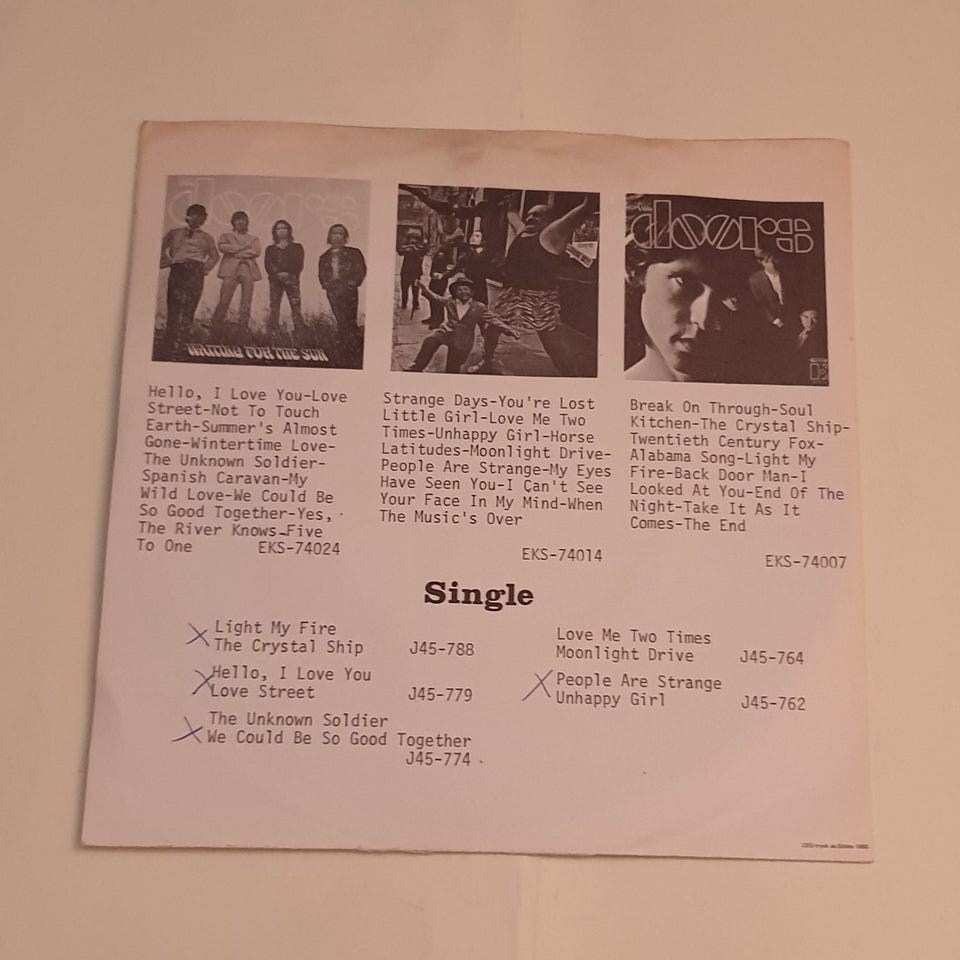 the doors
WAITING FOR THE SUN
Hello, I Love You-Love
Street-Not To Touch
Earth-Summer's Almost
Gone-Wintertime Love-
The Unknown Soldier-
Spanish Caravan-My
Wild Love-We Could Be
So Good Together-Yes,
The River Knows-Five
To One EKS-74024
Strange Days-You're Lost
Little Girl-Love Me Two
Times-Unhappy Girl-Horse
Latitudes-Moonlight Drive-
People Are Strange-My Eyes
Have Seen You-I Can't See
Your Face In My Mind-When
The Music's Over
EKS-74014
the doors
Break On Through-Soul
Kitchen-The Crystal Ship-
Twentieth Century Fox-
Alabama Song-Light My
Fire-Back Door Man-I
Looked At You-End Of The
Night-Take It As It
Comes-The End
EKS-74007
Single
Light My Fire
The Crystal Ship J45-788
Hello, I Love You
Love Street J45-779
The Unknown Soldier
We Could Be So Good Together
J45-774
Love Me Two Times
Moonlight Drive J45-764
People Are Strange
Unhappy Girl J45-762